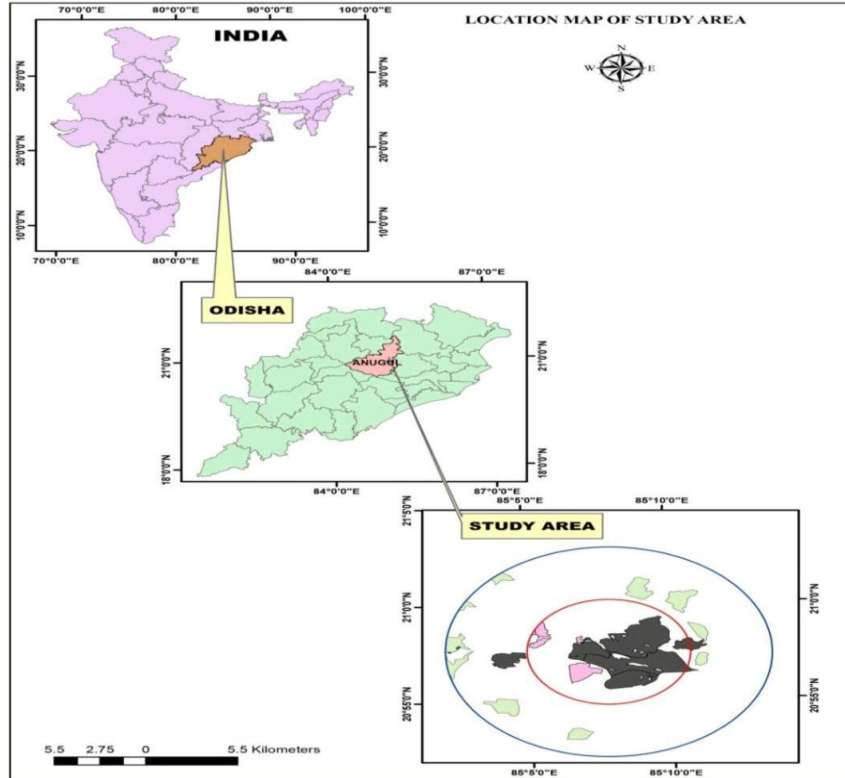 LOCATION MAP OF STUDY AREA
70°0'0"E 80°0'0"E 90°0'0"E 100°0'0"E
INDIA
N
W E
S
30°0'0"N 30°0'0"N
20°0'0"N 20°0'0"N
10°0'0"N 10°0'0"N
70°0'0"E 80°0'0"E 90°0'0"E
84°0'0"E 87°0'0"E
ODISHA
21°0'0"N ANUGUL 21°0'0"N
18°0'0"N 18°0'0"N
84°0'0"E 87°0'0"E
85°5'0"E 85°10'0"E
21°5'0"N
STUDY AREA
21°0'0"N 21°0'0"N
20°55'0"N 20°55'0"N
5.5 2.75 0 5.5 Kilometers
85°5'0"E 85°10'0"E